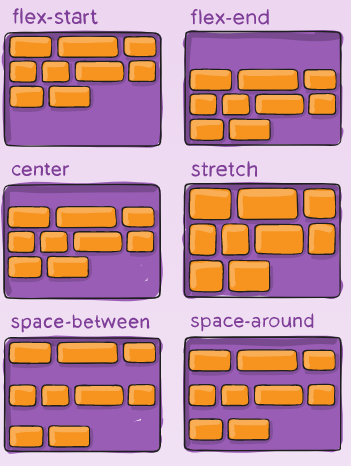 flex-start
flex-end
center
stretch
space-between
space-around